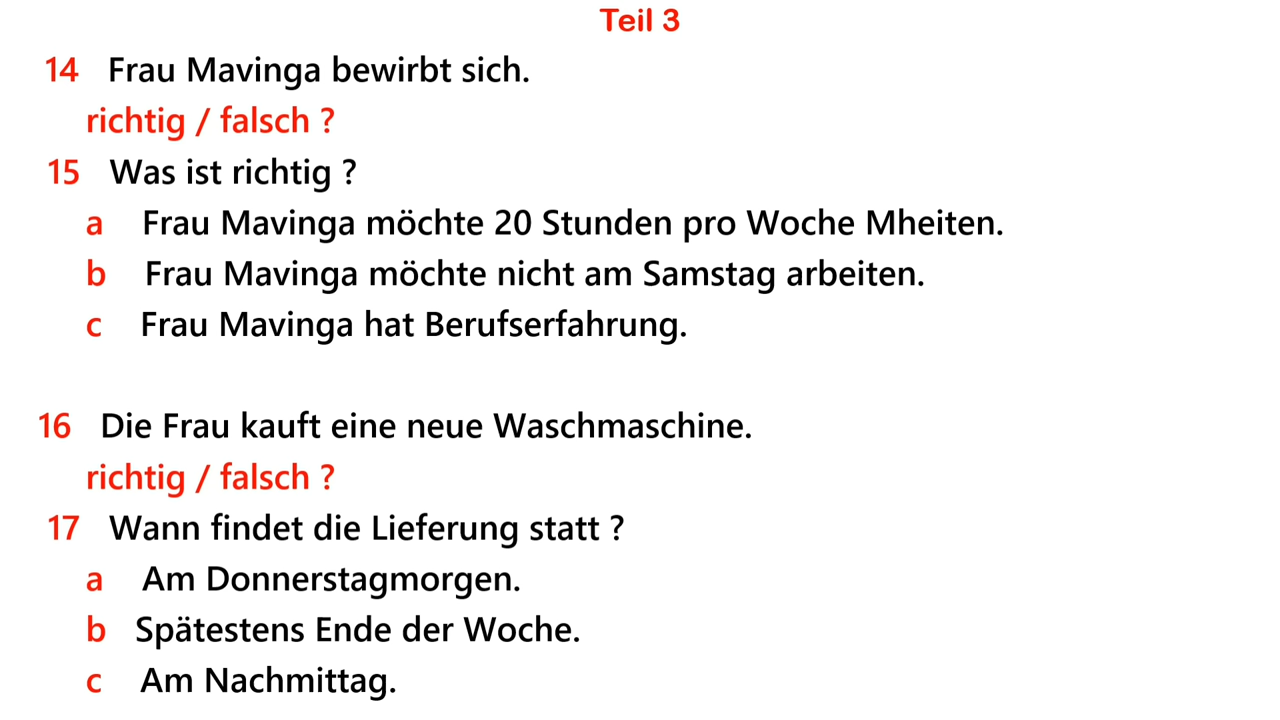 Teil 3
14 Frau Mavinga bewirbt sich.
richtig / falsch ?
15 Was ist richtig ?
a Frau Mavinga möchte 20 Stunden pro Woche Mheiten.
b Frau Mavinga möchte nicht am Samstag arbeiten.
c Frau Mavinga hat Berufserfahrung.
16 Die Frau kauft eine neue Waschmaschine.
richtig / falsch ?
17 Wann findet die Lieferung statt ?
a Am Donnerstagmorgen.
b Spätestens Ende der Woche.
c Am Nachmittag.